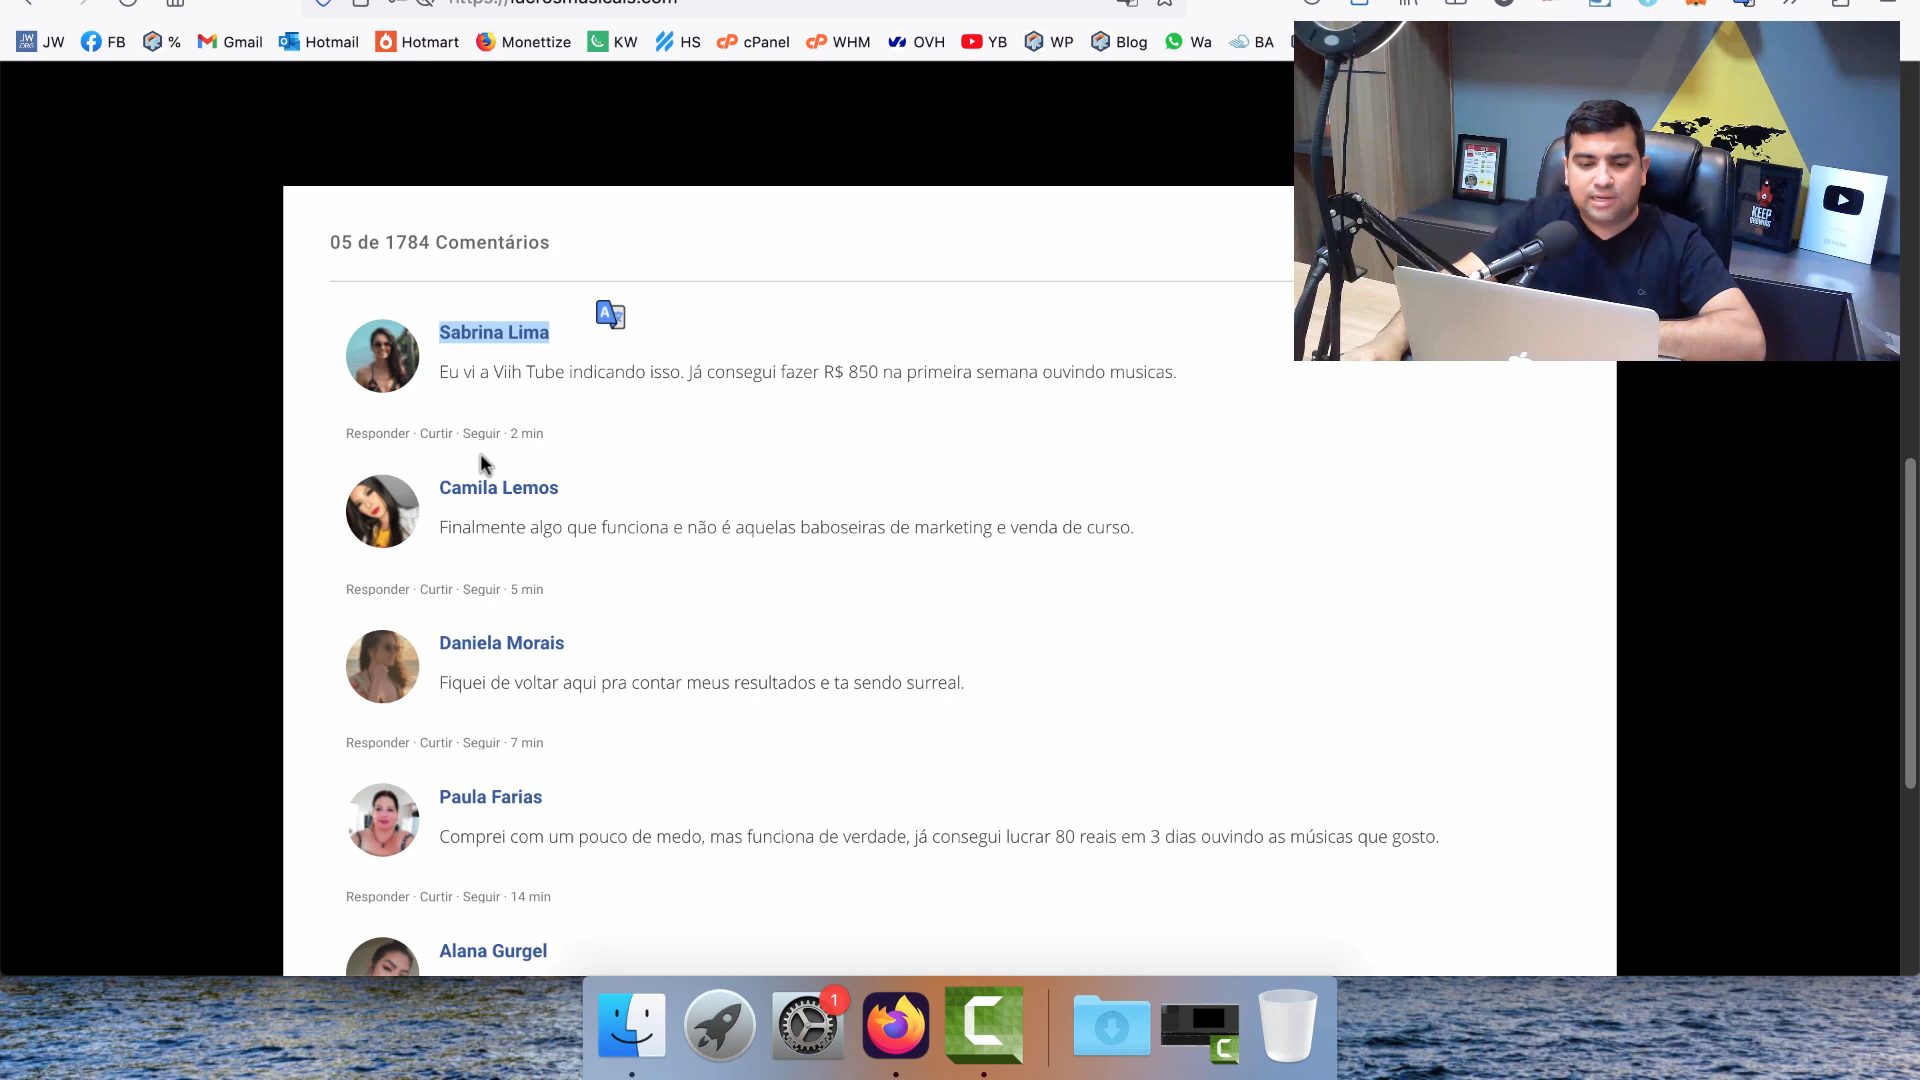 https://lucrosmusicais.com
JW FB % Gmail Hotmail Hotmart Monettize KW HS cPanel WHM OVH YB WP Blog Wa BA
05 de 1784 Comentários
Sabrina Lima
Eu vi a Viih Tube indicando isso. Já consegui fazer R$ 850 na primeira semana ouvindo musicas.
Responder · Curtir · Seguir · 2 min
Camila Lemos
Finalmente algo que funciona e não é aquelas baboseiras de marketing e venda de curso.
Responder · Curtir · Seguir · 5 min
Daniela Morais
Fiquei de voltar aqui pra contar meus resultados e ta sendo surreal.
Responder · Curtir · Seguir · 7 min
Paula Farias
Comprei com um pouco de medo, mas funciona de verdade, já consegui lucrar 80 reais em 3 dias ouvindo as músicas que gosto.
Responder · Curtir · Seguir · 14 min
Alana Gurgel
KEEP
1